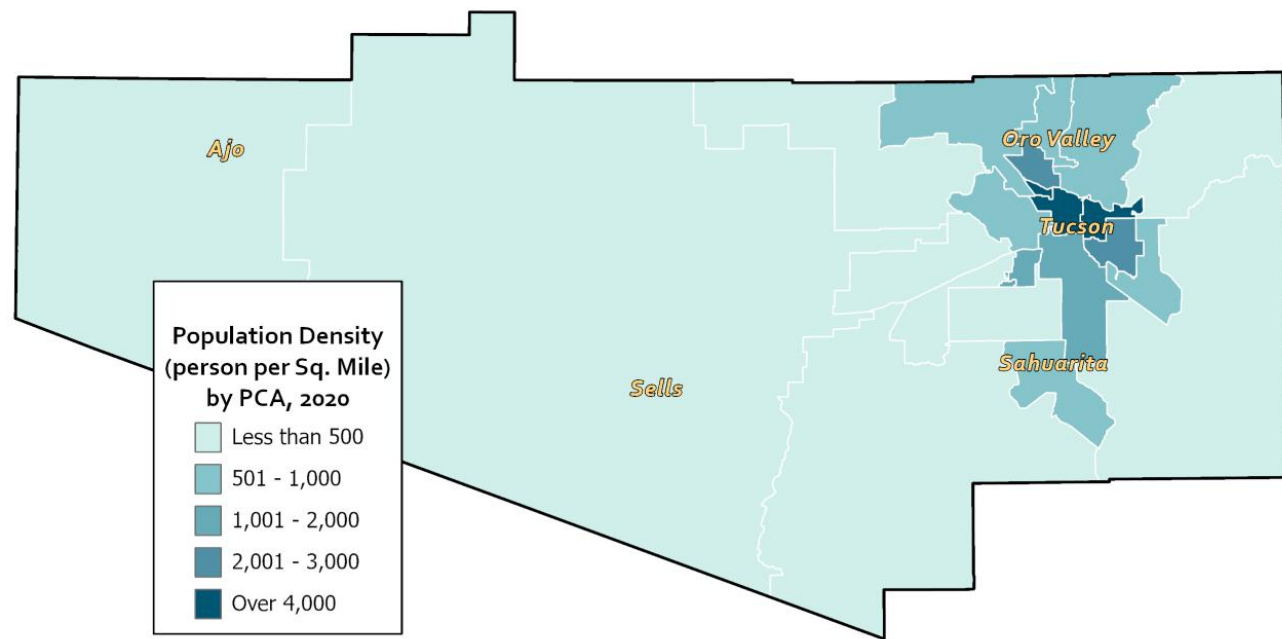 Ajo
Oro Valley
Tucson
Sahuarita
Sells
Population Density
(person per Sq. Mile)
by PCA, 2020
Less than 500
501 - 1,000
1,001 - 2,000
2,001 - 3,000
Over 4,000